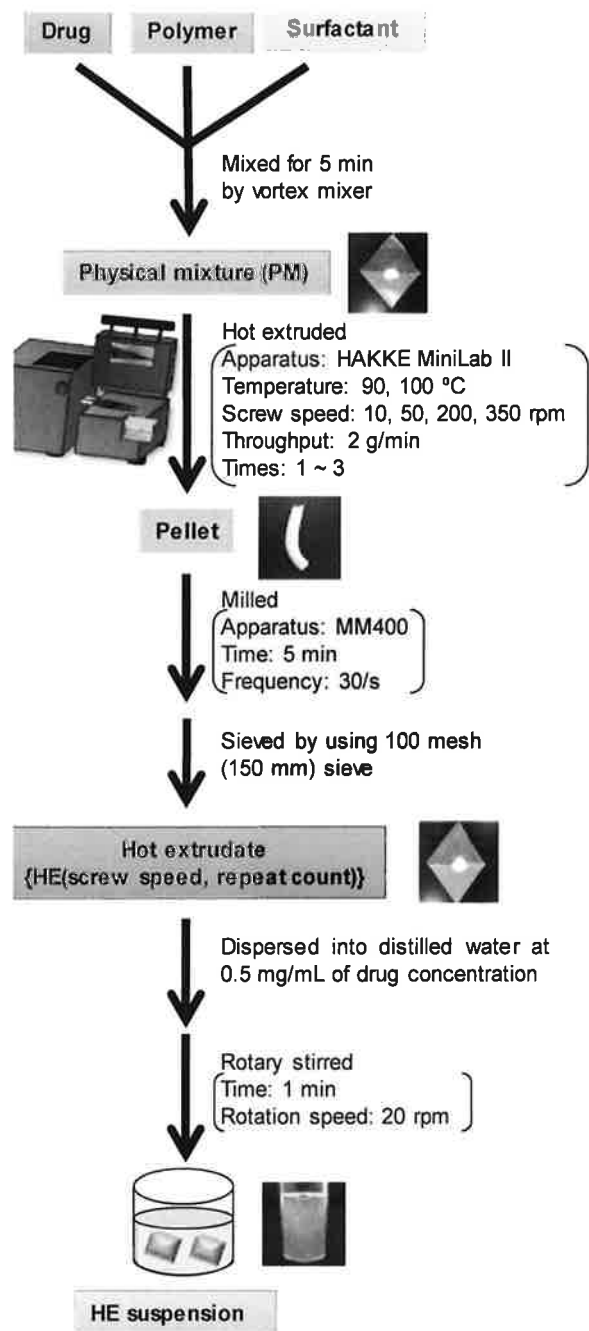 Drug
Polymer
Surfactant
Mixed for 5 min
by vortex mixer
Physical mixture (PM)
Hot extruded
Apparatus: HAKKE MiniLab II
Temperature: 90, 100 ºC
Screw speed: 10, 50, 200, 350 rpm
Throughput: 2 g/min
Times: 1 ~ 3
Pellet
Milled
Apparatus: MM400
Time: 5 min
Frequency: 30/s
Sieved by using 100 mesh
(150 mm) sieve
Hot extrudate
{HE(screw speed, repeat count)}
Dispersed into distilled water at
0.5 mg/mL of drug concentration
Rotary stirred
Time: 1 min
Rotation speed: 20 rpm
HE suspension